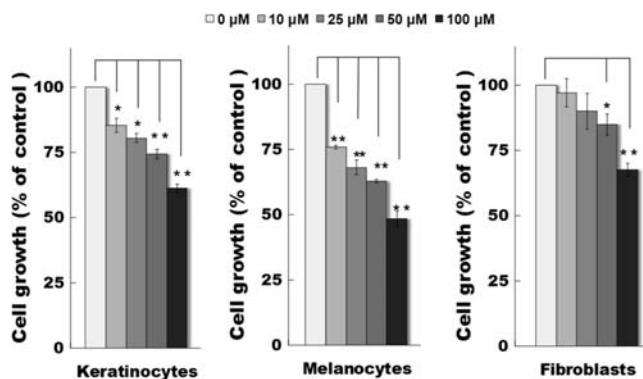 0 µM 10 µM 25 µM 50 µM 100 µM
Cell growth (% of control)
100
75
50
25
0
* * ** **
Keratinocytes
Cell growth (% of control)
100
75
50
25
0
** ** ** **
Melanocytes
Cell growth (% of control)
100
75
50
25
0
* **
Fibroblasts